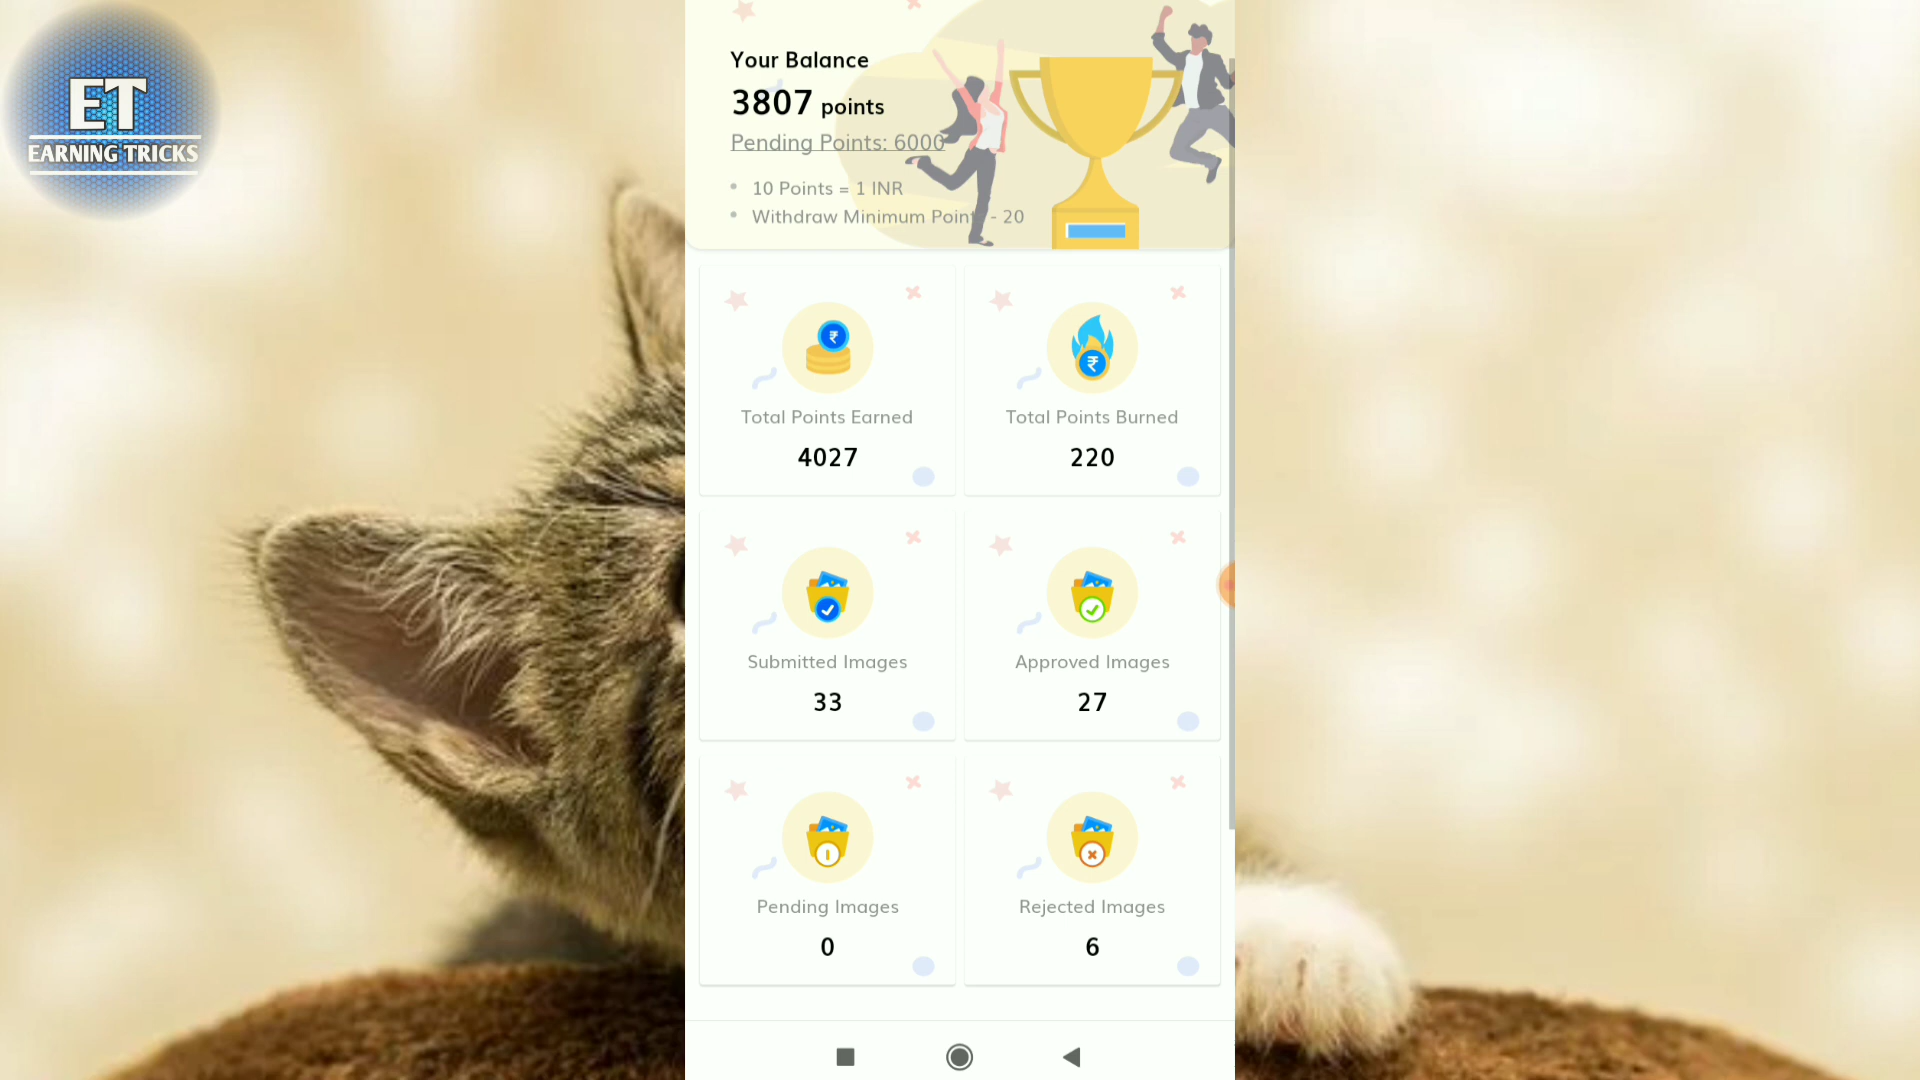 ET
EARNING TRICKS
Your Balance
3807 points
Pending Points: 6000
10 Points = 1 INR
Withdraw Minimum Point - 20
Total Points Earned
4027
Total Points Burned
220
Submitted Images
33
Approved Images
27
Pending Images
0
Rejected Images
6